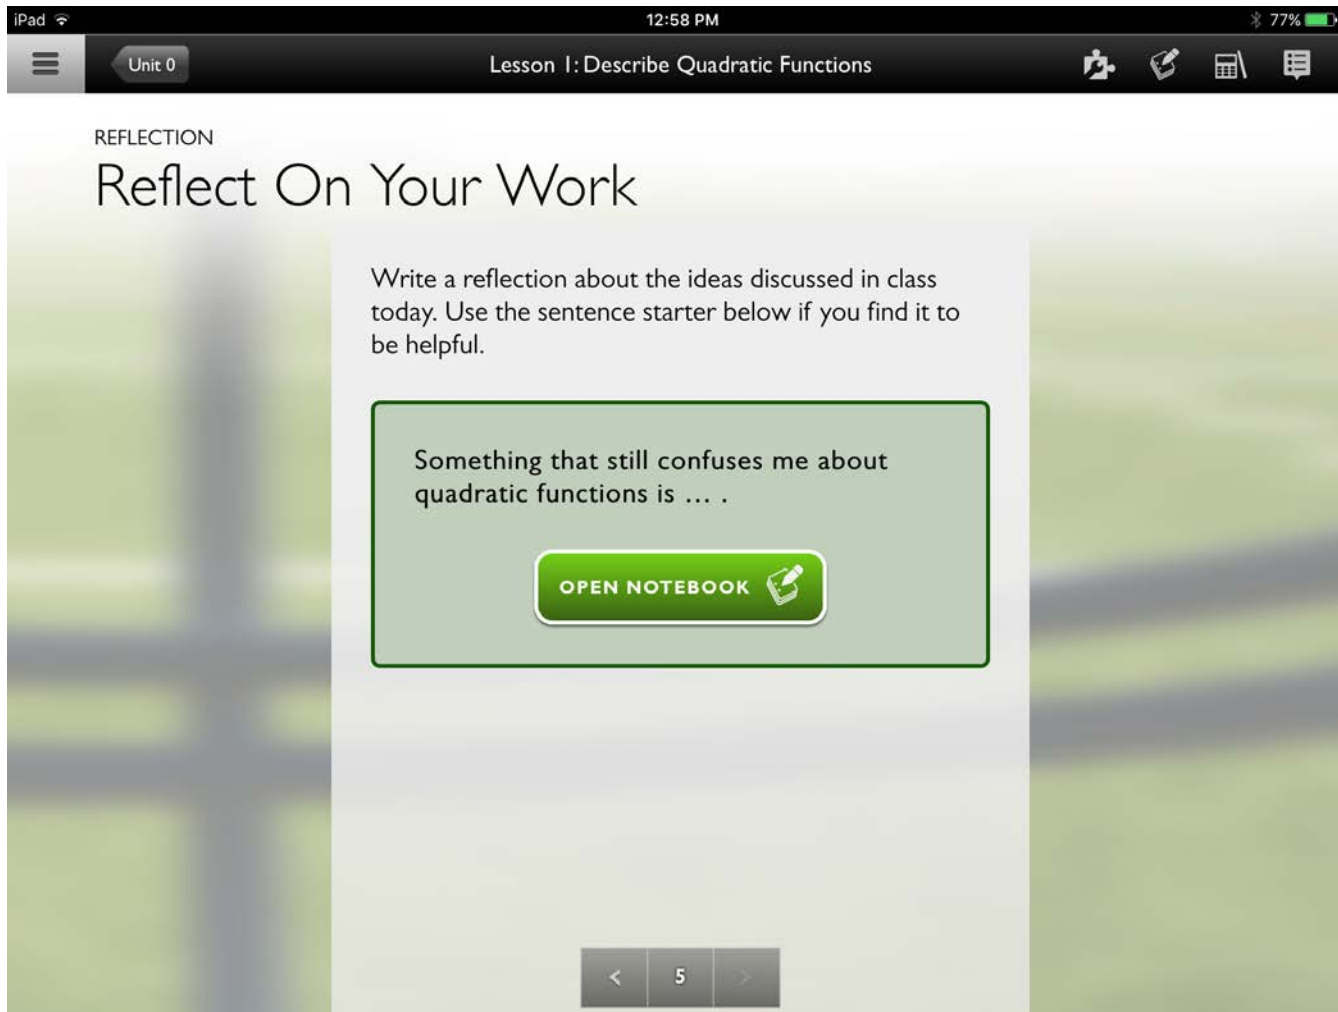 iPad 12:58 PM 77%
Unit 0 Lesson 1: Describe Quadratic Functions
REFLECTION
Reflect On Your Work
Write a reflection about the ideas discussed in class
today. Use the sentence starter below if you find it to
be helpful.
Something that still confuses me about
quadratic functions is ... .
OPEN NOTEBOOK
< 5 >